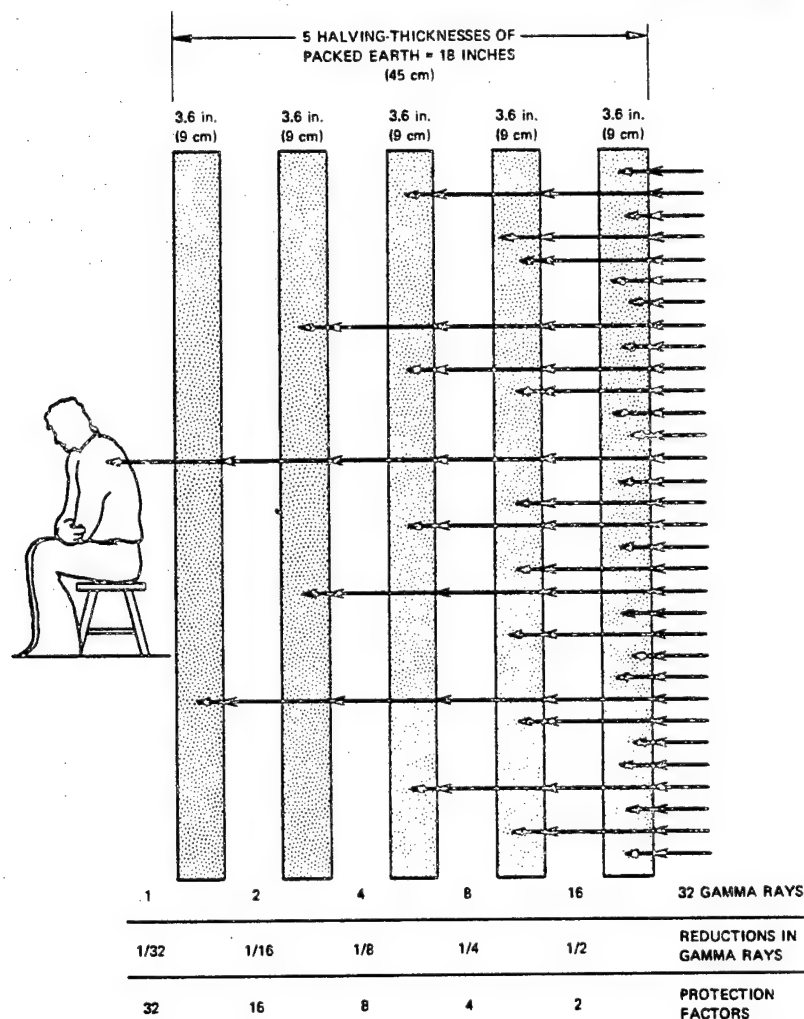 5 HALVING-THICKNESSES OF
PACKED EARTH = 18 INCHES
(45 cm)
3.6 in. 3.6 in. 3.6 in. 3.6 in. 3.6 in.
(9 cm) (9 cm) (9 cm) (9 cm) (9 cm)
1 2 4 8 16 32 GAMMA RAYS
1/32 1/16 1/8 1/4 1/2 REDUCTIONS IN
GAMMA RAYS
32 16 8 4 2 PROTECTION
FACTORS